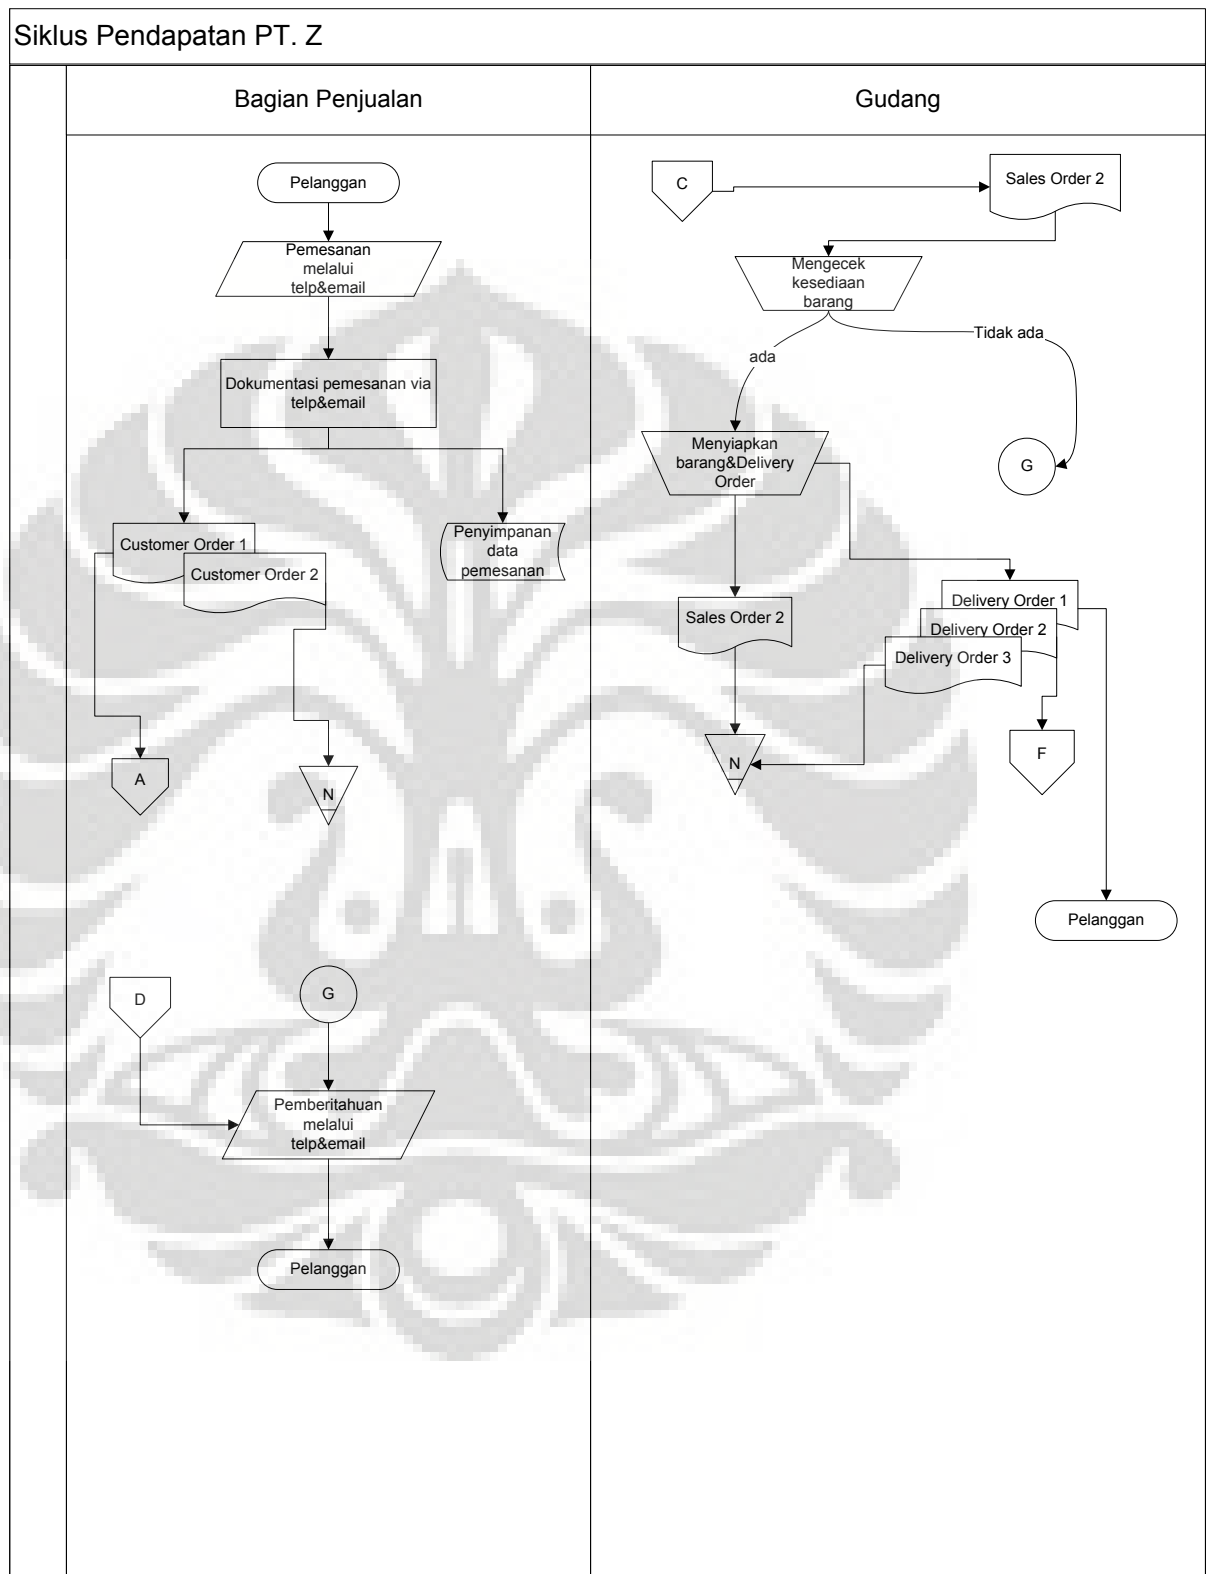 Siklus Pendapatan PT. Z
Bagian Penjualan
Gudang
Pelanggan
Pemesanan
melalui
telp&email
Dokumentasi pemesanan via
telp&email
Customer Order 1
Customer Order 2
Penyimpanan
data
pemesanan
A
N
D
G
Pemberitahuan
melalui
telp&email
Pelanggan
C
Sales Order 2
Mengecek
kesediaan
barang
ada
Tidak ada
Menyiapkan
barang&Delivery
Order
G
Sales Order 2
Delivery Order 1
Delivery Order 2
Delivery Order 3
N
F
Pelanggan